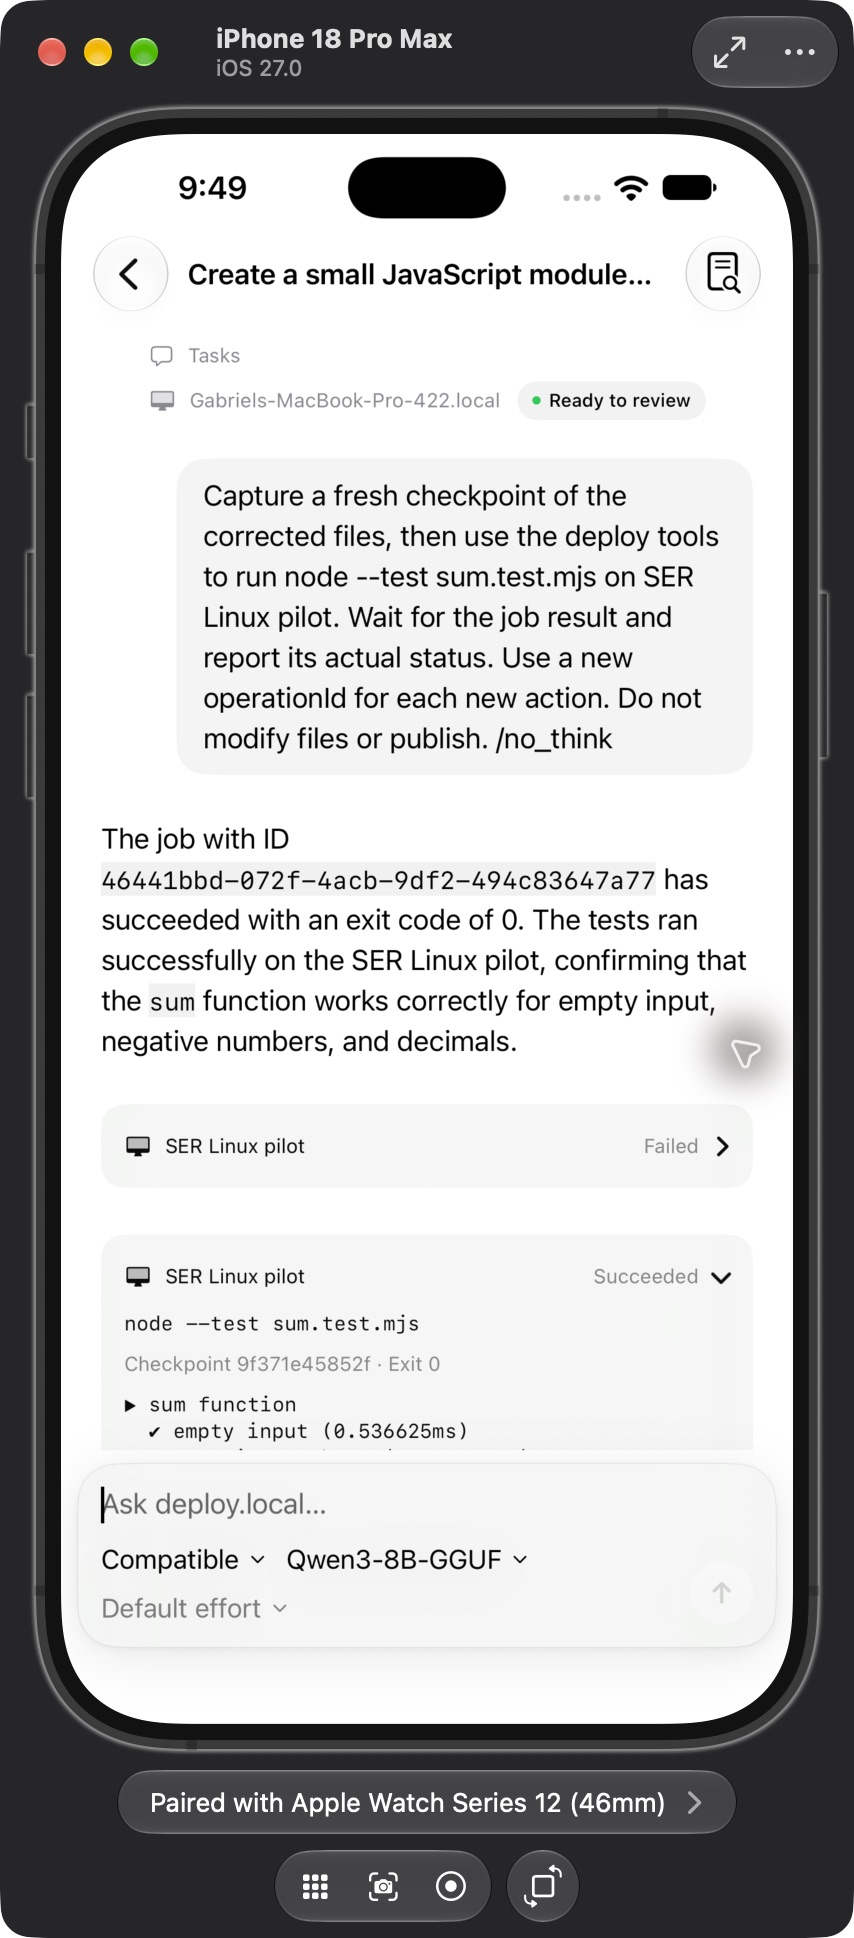 iPhone 18 Pro Max
iOS 27.0
9:49
Create a small JavaScript module...
Tasks
Gabriels-MacBook-Pro-422.local
Ready to review
Capture a fresh checkpoint of the
corrected files, then use the deploy tools
to run node --test sum.test.mjs on SER
Linux pilot. Wait for the job result and
report its actual status. Use a new
operationId for each new action. Do not
modify files or publish. /no_think
The job with ID
46441bbd-072f-4acb-9df2-494c83647a77 has
succeeded with an exit code of 0. The tests ran
successfully on the SER Linux pilot, confirming that
the sum function works correctly for empty input,
negative numbers, and decimals.
SER Linux pilot
Failed
SER Linux pilot
Succeeded
node --test sum.test.mjs
Checkpoint 9f371e45852f · Exit 0
▶ sum function
✔ empty input (0.536625ms)
Ask deploy.local...
Compatible
Qwen3-8B-GGUF
Default effort
Paired with Apple Watch Series 12 (46mm)